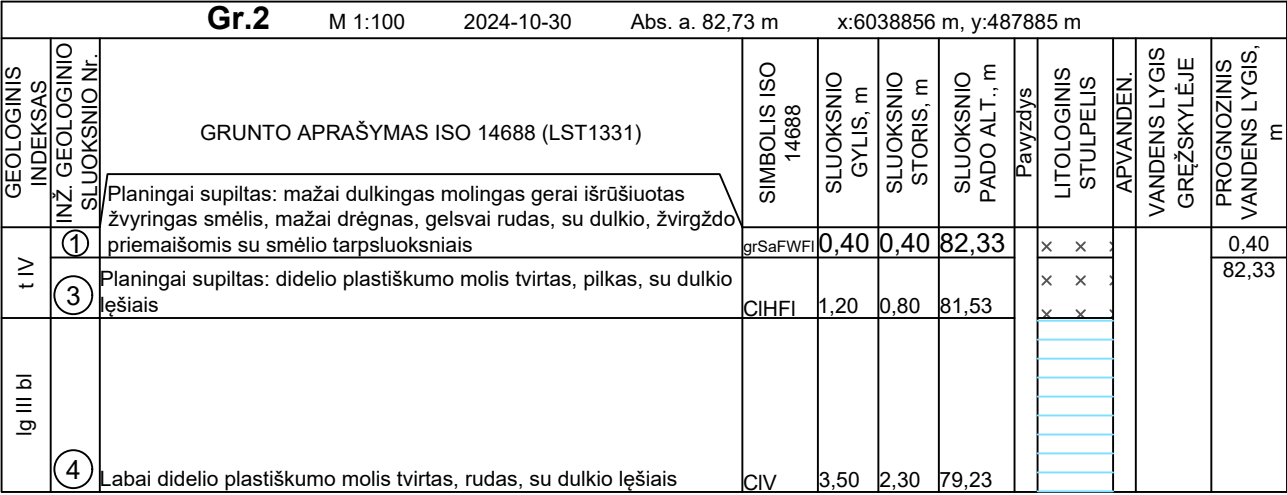 Gr.2 M 1:100 2024-10-30 Abs. a. 82,73 m x:6038856 m, y:487885 m
GEOLOGINIS
INDEKSAS
INŽ. GEOLOGINIO
SLUOKSNIO Nr.
GRUNTO APRAŠYMAS ISO 14688 (LST1331)
SIMBOLIS ISO
14688
SLUOKSNIO
GYLIS, m
SLUOKSNIO
STORIS, m
SLUOKSNIO
PADO ALT., m
Pavyzdys
LITOLOGINIS
STULPELIS
APVANDEN.
VANDENS LYGIS
GRĘŽSKYLĖJE
PROGNOZINIS
VANDENS LYGIS,
m
t IV
1
Planingai supiltas: mažai dulkingas molingas gerai išrūšiuotas
žvyringas smėlis, mažai drėgnas, gelsvai rudas, su dulkio, žvirgždo
priemaišomis su smėlio tarpsluoksniais
grSaFWFl 0,40 0,40 82,33
0,40
82,33
3
Planingai supiltas: didelio plastiškumo molis tvirtas, pilkas, su dulkio
lęšiais
ClHFl 1,20 0,80 81,53
lg III bl
4 Labai didelio plastiškumo molis tvirtas, rudas, su dulkio lęšiais ClV 3,50 2,30 79,23